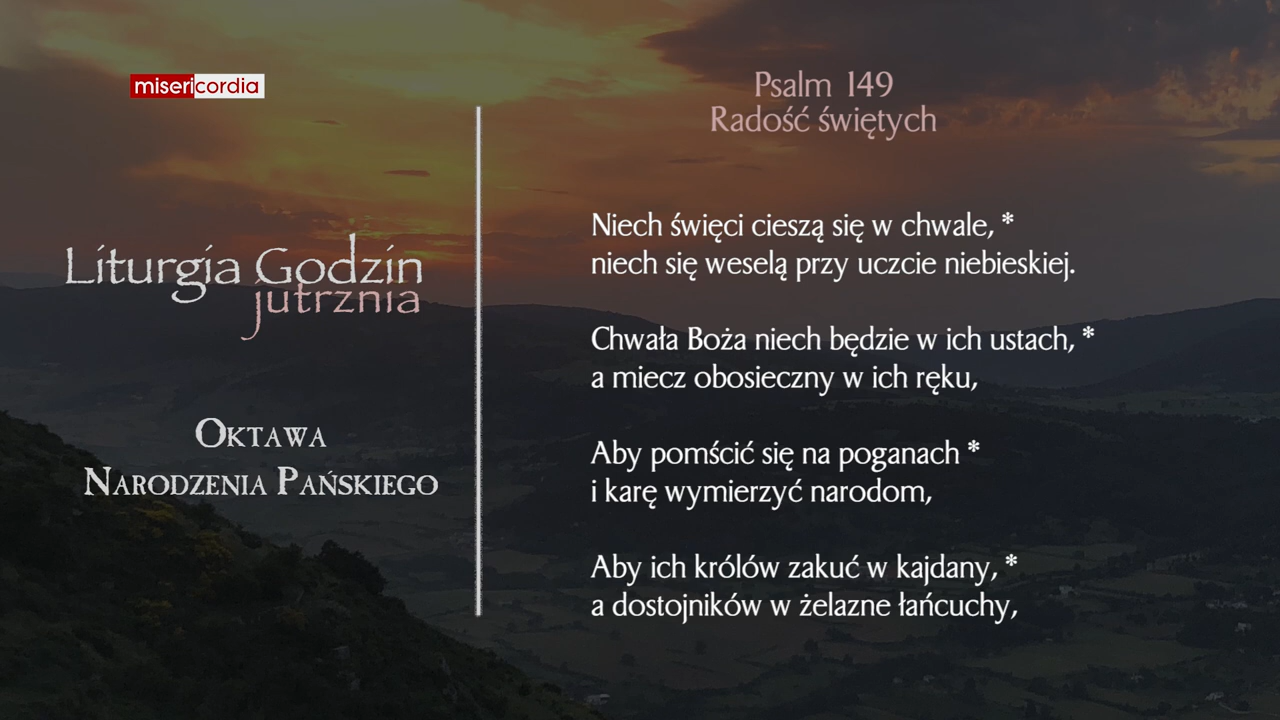 misericordia
Liturgia Godzin
jutrznia
Oktawa
Narodzenia Pańskiego
Psalm 149
Radość świętych
Niech święci cieszą się w chwale, *
niech się weselą przy uczcie niebieskiej.
Chwała Boża niech będzie w ich ustach, *
a miecz obosieczny w ich ręku,
Aby pomścić się na poganach *
i karę wymierzyć narodom,
Aby ich królów zakuć w kajdany, *
a dostojników w żelazne łańcuchy,